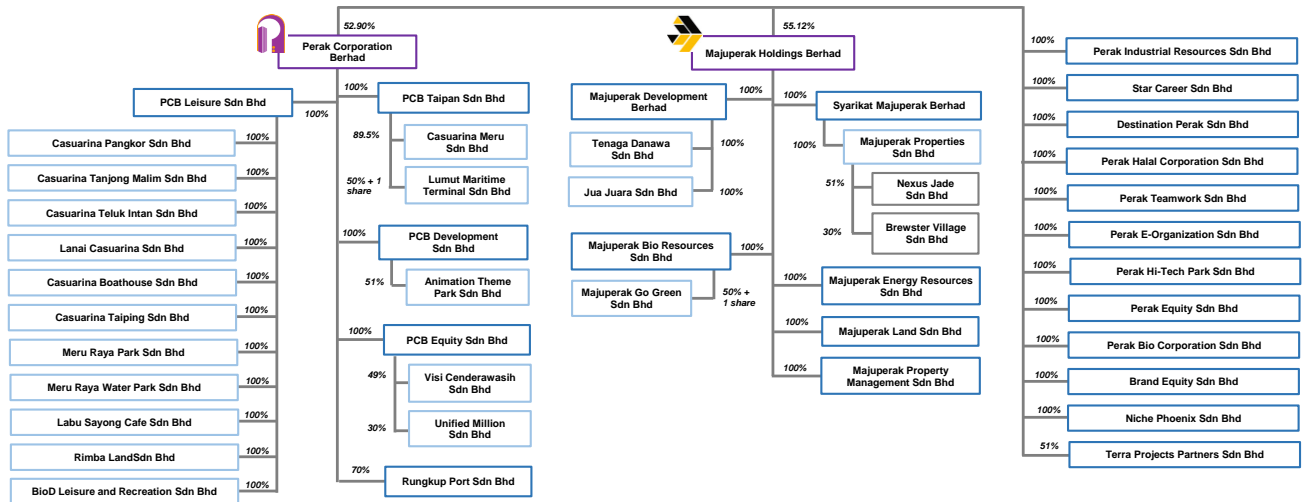 52.90%
55.12%
Perak Corporation
Berhad
Majuperak Holdings Berhad
PCB Leisure Sdn Bhd
100%
Casuarina Pangkor Sdn Bhd
100%
Casuarina Tanjong Malim Sdn Bhd
100%
Casuarina Teluk Intan Sdn Bhd
100%
Lanai Casuarina Sdn Bhd
100%
Casuarina Boathouse Sdn Bhd
100%
Casuarina Taiping Sdn Bhd
100%
Meru Raya Park Sdn Bhd
100%
Meru Raya Water Park Sdn Bhd
100%
Labu Sayong Cafe Sdn Bhd
100%
Rimba LandSdn Bhd
100%
BioD Leisure and Recreation Sdn Bhd
100%
100%
PCB Taipan Sdn Bhd
89.5%
Casuarina Meru
Sdn Bhd
50% + 1
share
Lumut Maritime
Terminal Sdn Bhd
100%
PCB Development
Sdn Bhd
51%
Animation Theme
Park Sdn Bhd
100%
PCB Equity Sdn Bhd
49%
Visi Cenderawasih
Sdn Bhd
30%
Unified Million
Sdn Bhd
70%
Rungkup Port Sdn Bhd
Majuperak Development
Berhad
100%
Tenaga Danawa
Sdn Bhd
100%
Jua Juara Sdn Bhd
100%
Majuperak Bio Resources
Sdn Bhd
100%
Majuperak Go Green
Sdn Bhd
50% +
1 share
100%
Syarikat Majuperak Berhad
100%
Majuperak Properties
Sdn Bhd
51%
Nexus Jade
Sdn Bhd
30%
Brewster Village
Sdn Bhd
100%
Majuperak Energy Resources
Sdn Bhd
100%
Majuperak Land Sdn Bhd
100%
Majuperak Property
Management Sdn Bhd
100%
Perak Industrial Resources Sdn Bhd
100%
Star Career Sdn Bhd
100%
Destination Perak Sdn Bhd
100%
Perak Halal Corporation Sdn Bhd
100%
Perak Teamwork Sdn Bhd
100%
Perak E-Organization Sdn Bhd
100%
Perak Hi-Tech Park Sdn Bhd
100%
Perak Equity Sdn Bhd
100%
Perak Bio Corporation Sdn Bhd
100%
Brand Equity Sdn Bhd
100%
Niche Phoenix Sdn Bhd
51%
Terra Projects Partners Sdn Bhd